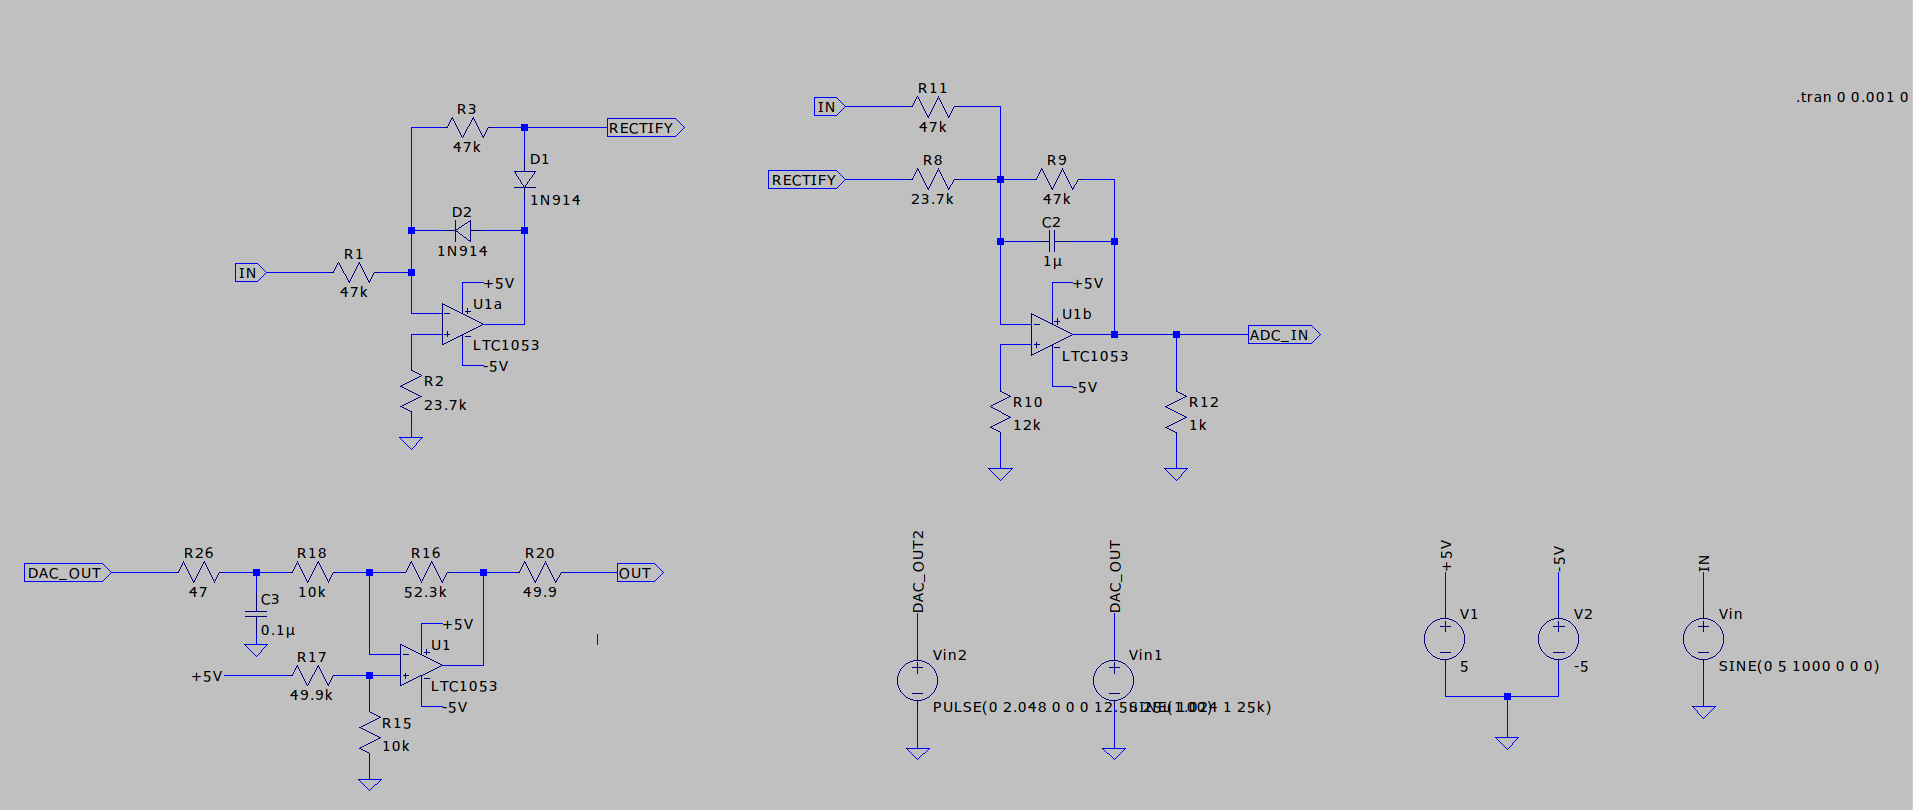 .tran 0 0.001 0
R3
47k
RECTIFY
D1
1N914
D2
1N914
IN
R1
47k
+5V
U1a
LTC1053
-5V
R2
23.7k
IN
R11
47k
RECTIFY
R8
23.7k
R9
47k
C2
1µ
+5V
U1b
LTC1053
-5V
ADC_IN
R10
12k
R12
1k
DAC_OUT
R26
47
C3
0.1µ
R18
10k
R16
52.3k
R20
49.9
OUT
+5V
U1
LTC1053
-5V
+5V
R17
49.9k
R15
10k
DAC_OUT2
Vin2
PULSE(0 2.048 0 0 0 12.5u 25u 
DAC_OUT
Vin1
1.024 1 25k)
+5V
V1
5
-5V
V2
-5
IN
Vin
SINE(0 5 1000 0 0 0)